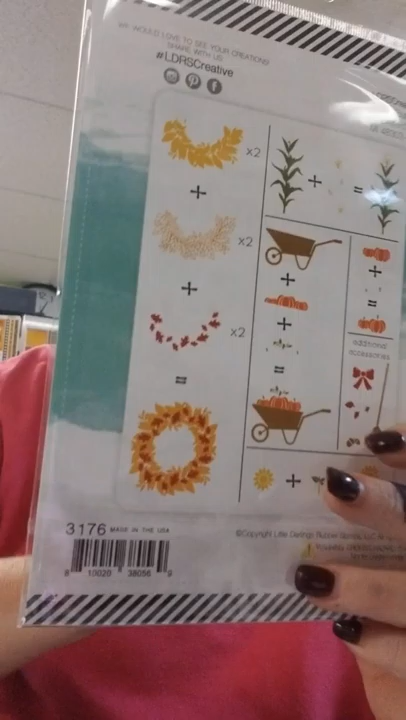 WE WOULD LOVE TO SEE YOUR CREATIONS!
SHARE WITH US
#LDRSCreative
x2
+
+
=
x2
+
+
+
+
=
x2
=
additional
accessories
=
+
3176 MADE IN THE USA
8 10020 38056 9
©Copyright Little Darlings Rubber Stamps, LLC
WARNING: